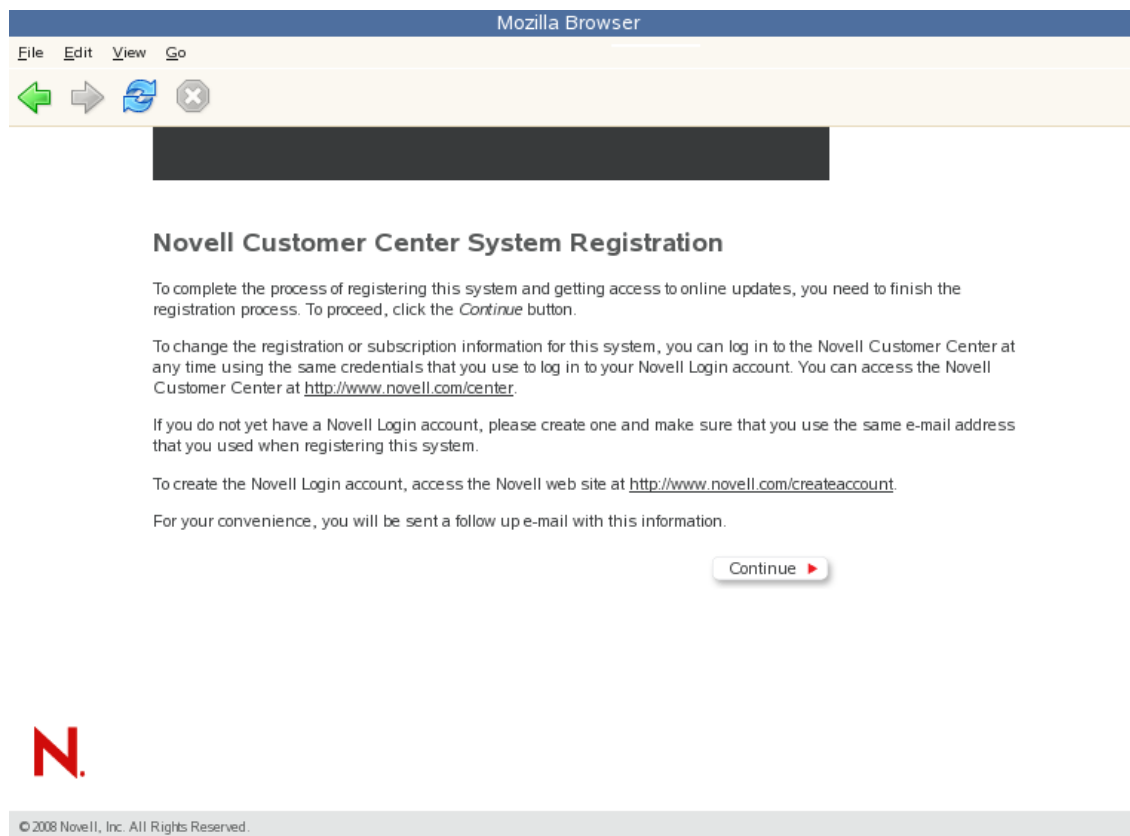 Mozilla Browser
File Edit View Go
Novell Customer Center System Registration
To complete the process of registering this system and getting access to online updates, you need to finish the
registration process. To proceed, click the Continue button.
To change the registration or subscription information for this system, you can log in to the Novell Customer Center at
any time using the same credentials that you use to log in to your Novell Login account. You can access the Novell
Customer Center at http://www.novell.com/center.
If you do not yet have a Novell Login account, please create one and make sure that you use the same e-mail address
that you used when registering this system.
To create the Novell Login account, access the Novell web site at http://www.novell.com/createaccount.
For your convenience, you will be sent a follow up e-mail with this information.
Continue
N.
© 2008 Novell, Inc. All Rights Reserved.